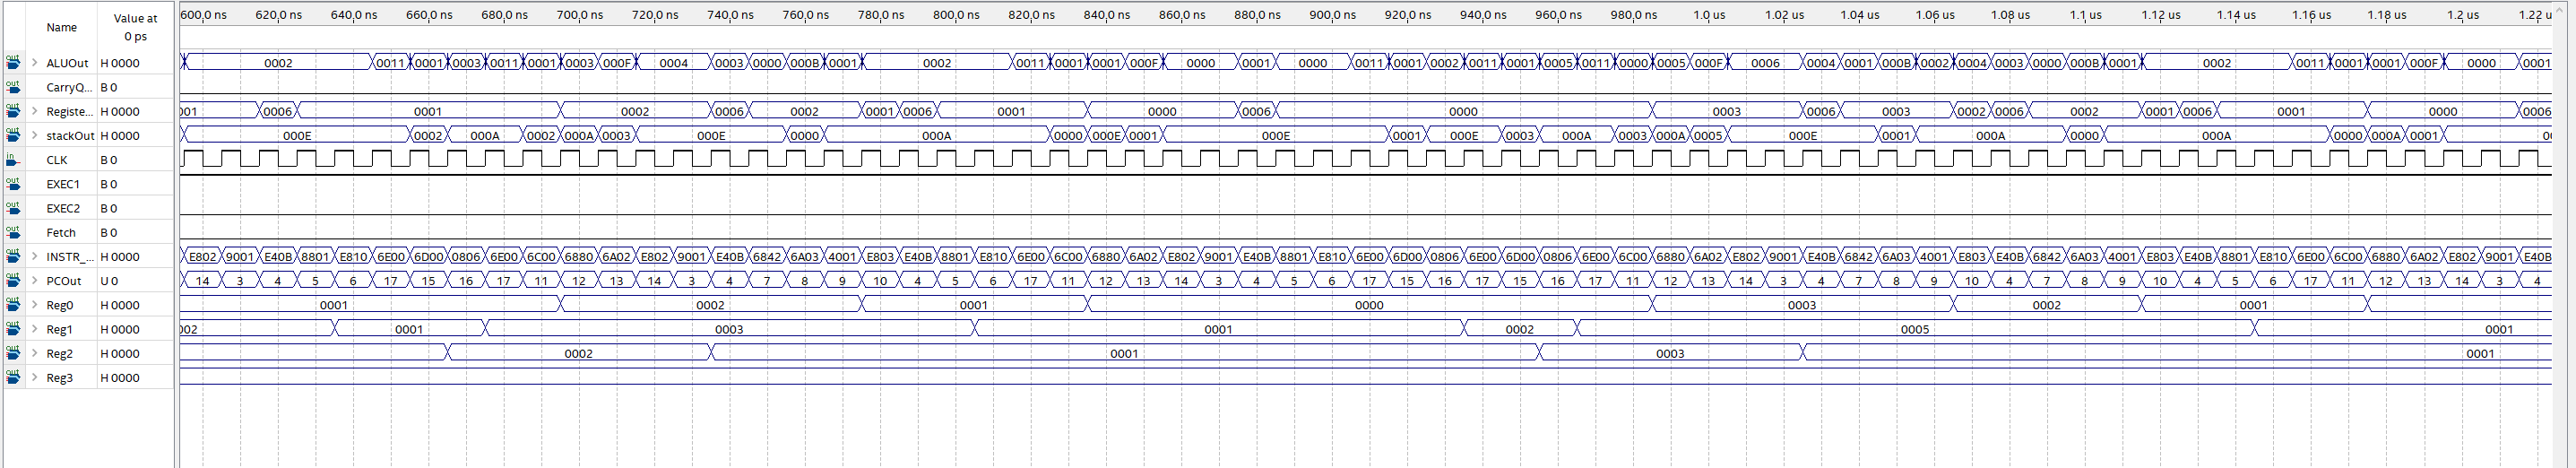 600,0 ns 620,0 ns 640,0 ns 660,0 ns 680,0 ns 700,0 ns 720,0 ns 740,0 ns 760,0 ns 780,0 ns 800,0 ns 820,0 ns 840,0 ns 860,0 ns 880,0 ns 900,0 ns 920,0 ns 940,0 ns 960,0 ns 980,0 ns 1.0 us 1.02 us 1.04 us 1.06 us 1.08 us 1.1 us 1.12 us 1.14 us 1.16 us 1.18 us 1.2 us 1.22 u
Name Value at 0 ps
out ALUOut H 0000 0002 0011 0001 0003 0011 0001 0003 000F 0004 0003 0000 000B 0001 0002 0011 0001 0001 000F 0000 0001 0000 0011 0001 0002 0011 0001 0005 0011 0000 0005 000F 0006 0004 0001 000B 0002 0004 0003 0000 000B 0001 0002 0011 0001 0001 000F 0000 0001
out CarryQ... B 0
out Registe... H 0000 001 0006 0001 0002 0006 0002 0001 0006 0001 0000 0006 0000 0003 0006 0003 0002 0006 0002 0001 0006 0001 0000 0006
out stackOut H 0000 000E 0002 000A 0002 000A 0003 000E 0000 000A 0000 000E 0001 000E 0001 000E 0003 000A 0003 000A 0005 000E 0001 000A 0000 000A 0000 000A 0001 00
in CLK B 0
out EXEC1 B 0
out EXEC2 B 0
out Fetch B 0
out INSTR_... H 0000 E802 9001 E40B 8801 E810 6E00 6D00 0806 6E00 6C00 6880 6A02 E802 9001 E40B 6842 6A03 4001 E803 E40B 8801 E810 6E00 6C00 6880 6A02 E802 9001 E40B 8801 E810 6E00 6D00 0806 6E00 6D00 0806 6E00 6C00 6880 6A02 E802 9001 E40B 6842 6A03 4001 E803 E40B 6842 6A03 4001 E803 E40B 8801 E810 6E00 6C00 6880 6A02 E802 9001 E40B
out PCOut U 0 14 3 4 5 6 17 15 16 17 11 12 13 14 3 4 7 8 9 10 4 5 6 17 11 12 13 14 3 4 5 6 17 15 16 17 15 16 17 11 12 13 14 3 4 7 8 9 10 4 7 8 9 10 4 5 6 17 11 12 13 14 3 4
out Reg0 H 0000 0001 0002 0001 0000 0003 0002 0001
out Reg1 H 0000 002 0001 0003 0001 0002 0005 0001
out Reg2 H 0000 0002 0001 0003 0001
out Reg3 H 0000